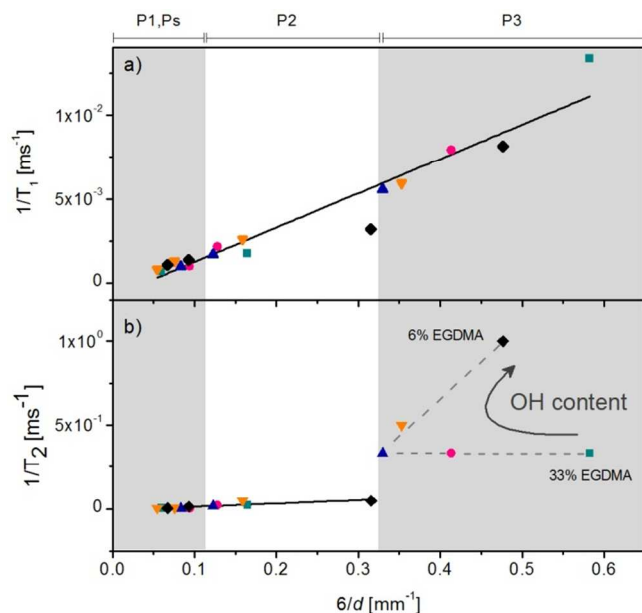 P1,Ps P2 P3
a)
1/T₁ [ms⁻¹]
1x10⁻²
5x10⁻³
0
b)
1/T₂ [ms⁻¹]
1x10⁰
5x10⁻¹
0
6% EGDMA
OH content
33% EGDMA
0.0 0.1 0.2 0.3 0.4 0.5 0.6
6/d [mm⁻¹]